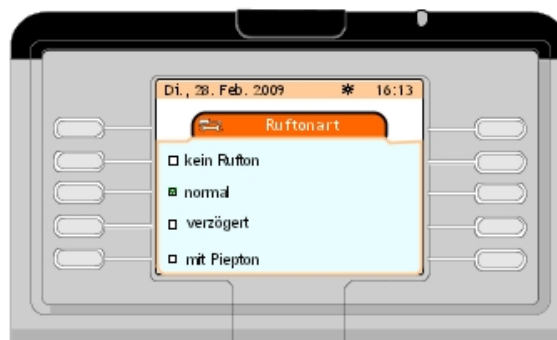 Di., 28. Feb. 2009 16:13
Ruftonart
kein Rufton
normal
verzögert
mit Piepton